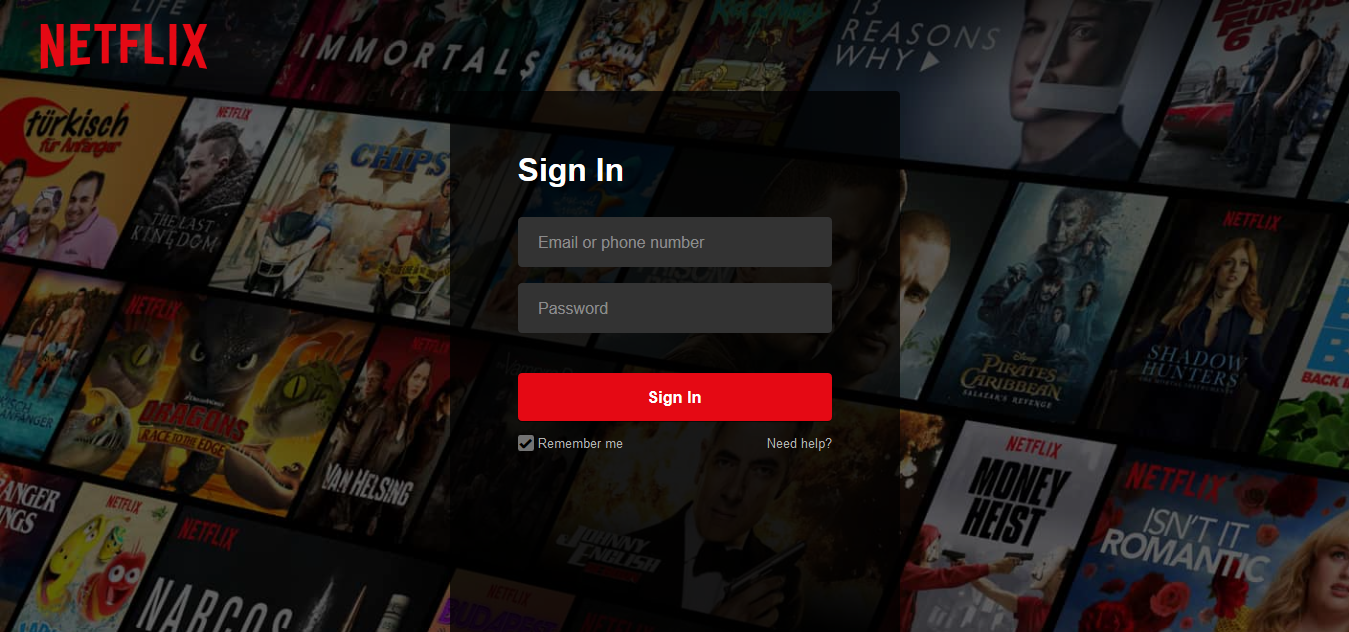 NETFLIX
LIFE
IMMORTALS
13
REASONS
WHY
FURIOUS
6
türkisch
für Anfänger
NETFLIX
THE LAST
KINGDOM
CHIPS
Sign In
Email or phone number
Password
NETFLIX
SHADOW
HUNTERS
Disney
PIRATES
CARIBBEAN
SALAZAR'S REVENGE
BACK IN
NETFLIX
DRAGONS
RACE TO THE EDGE
NETFLIX
VAN HELSING
Sign In
Remember me
Need help?
NETFLIX
MONEY
HEIST
NETFLIX
ISN'T IT
ROMANTIC
ANGER
NGS
NETFLIX
NETFLIX
NARCOS
JOHNNY
ENGLISH